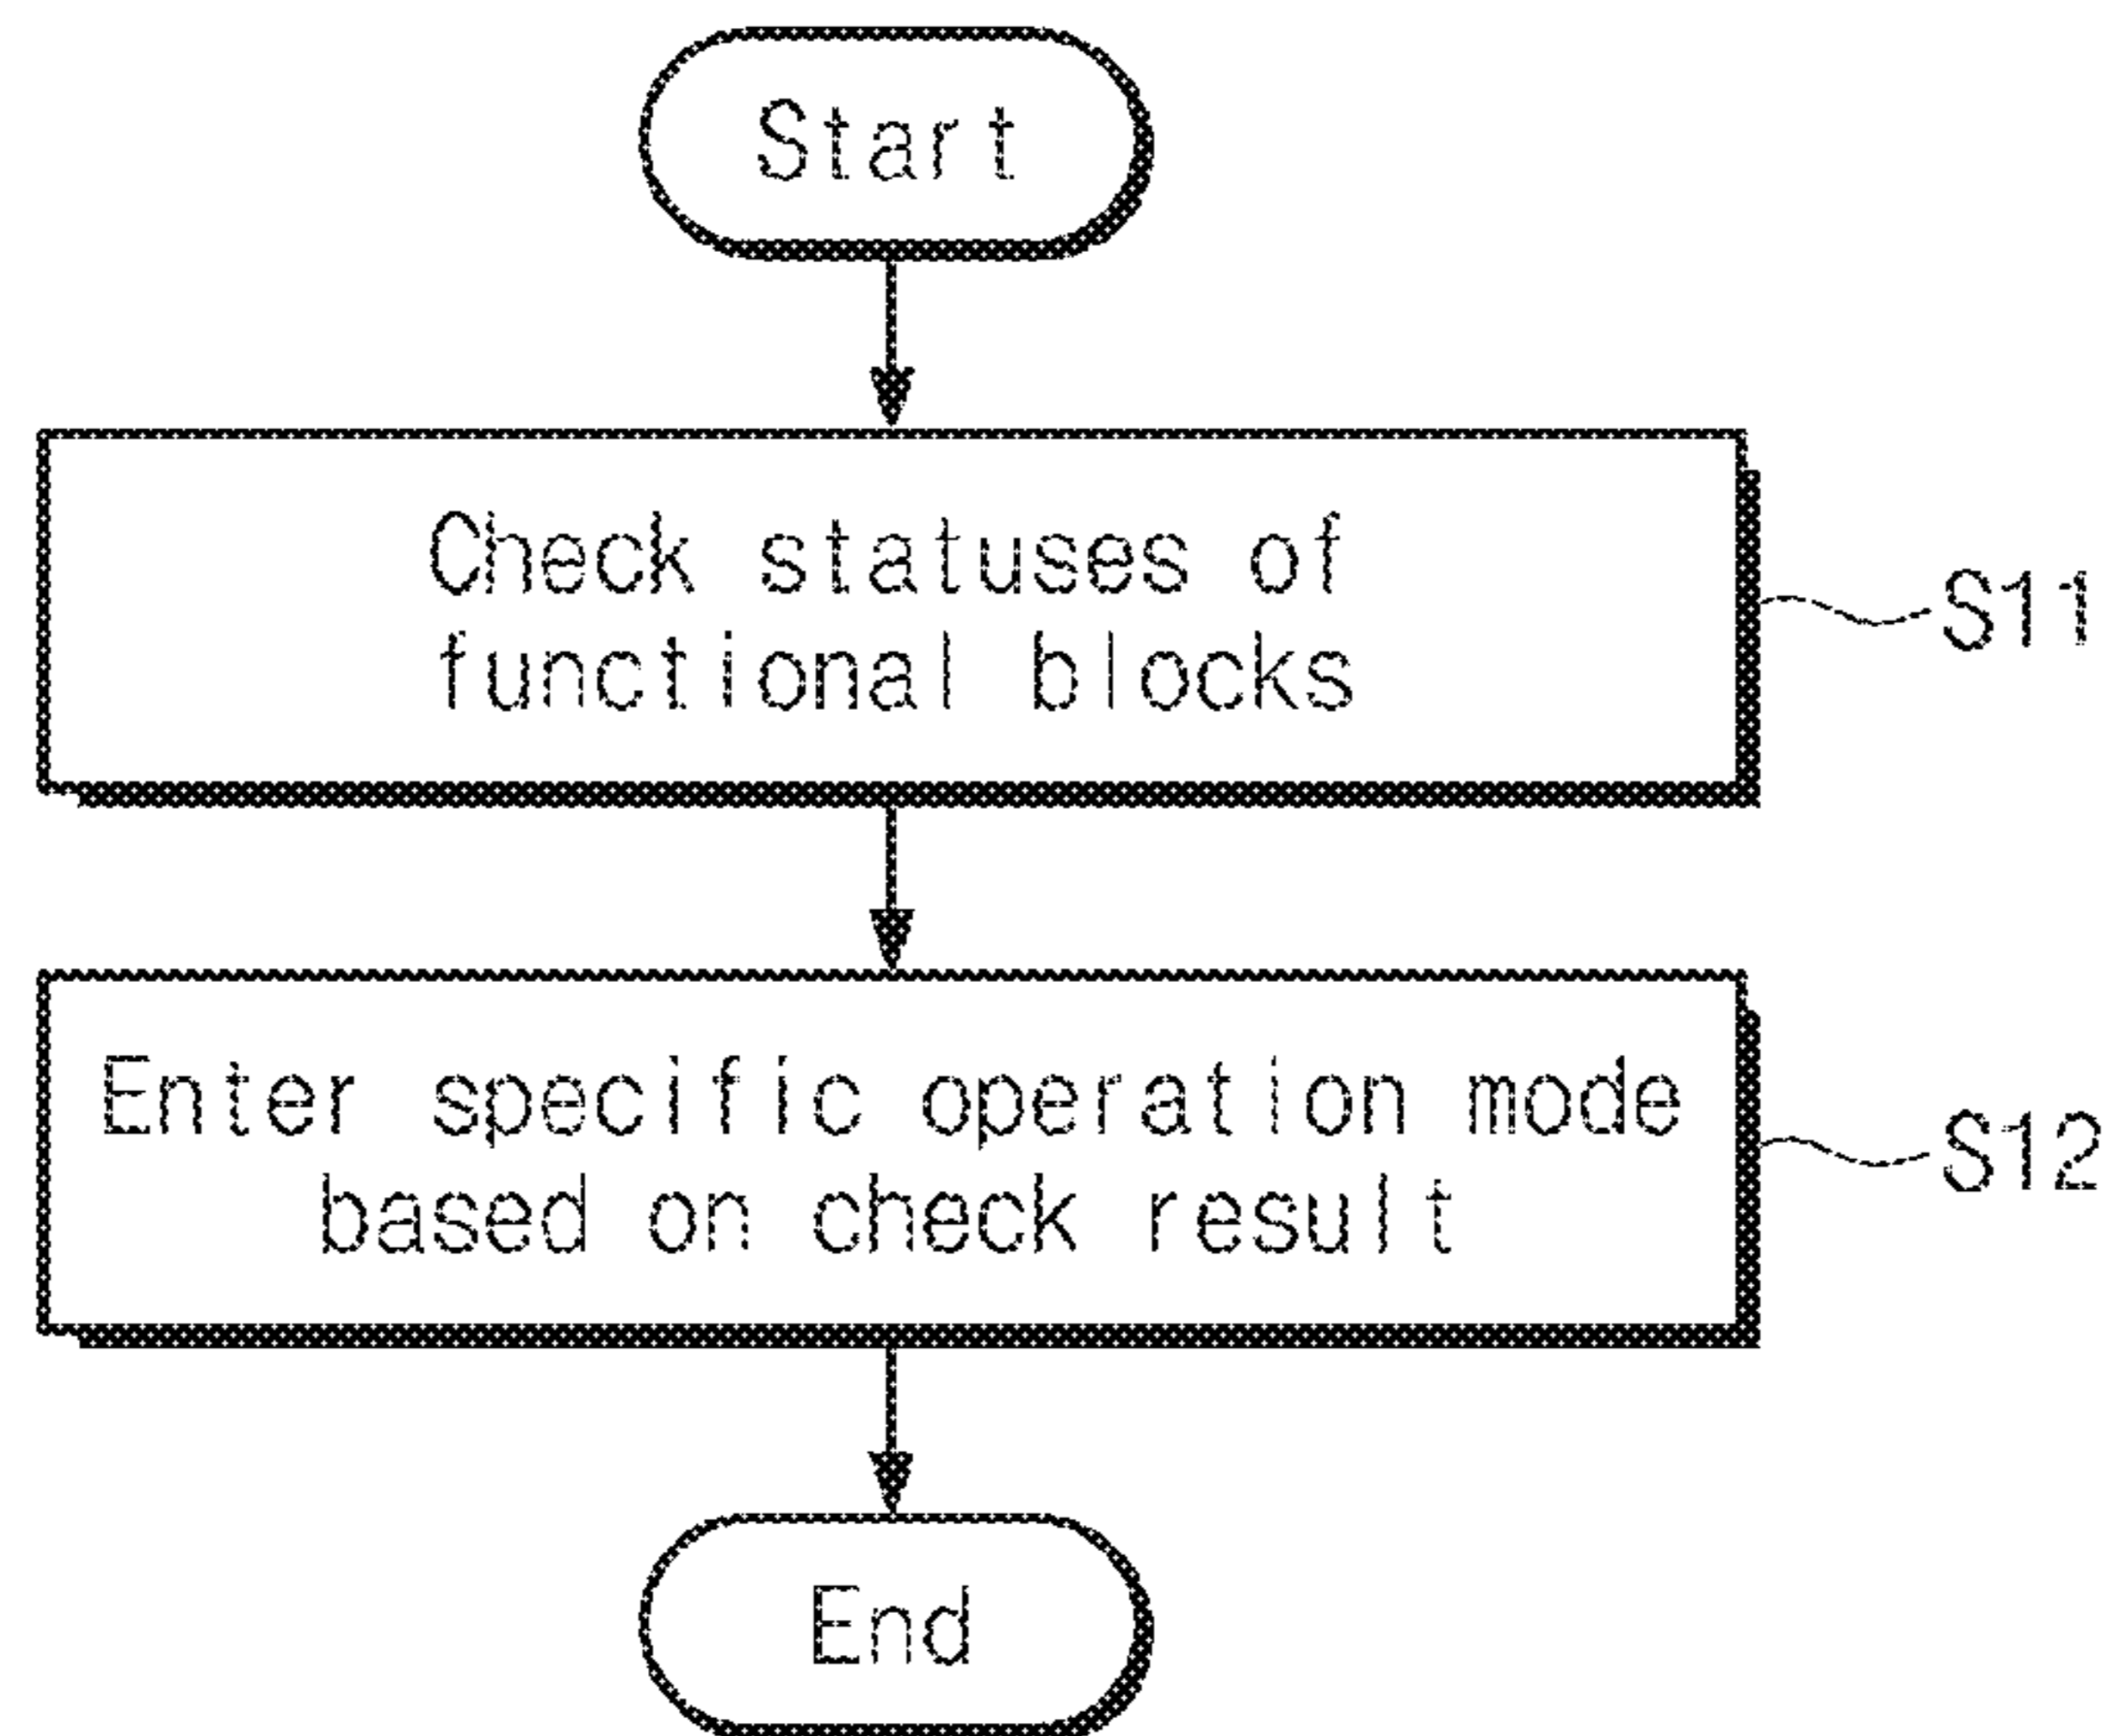 Start
Check statuses of
functional blocks
S11
Enter specific operation mode
based on check result
S12
End